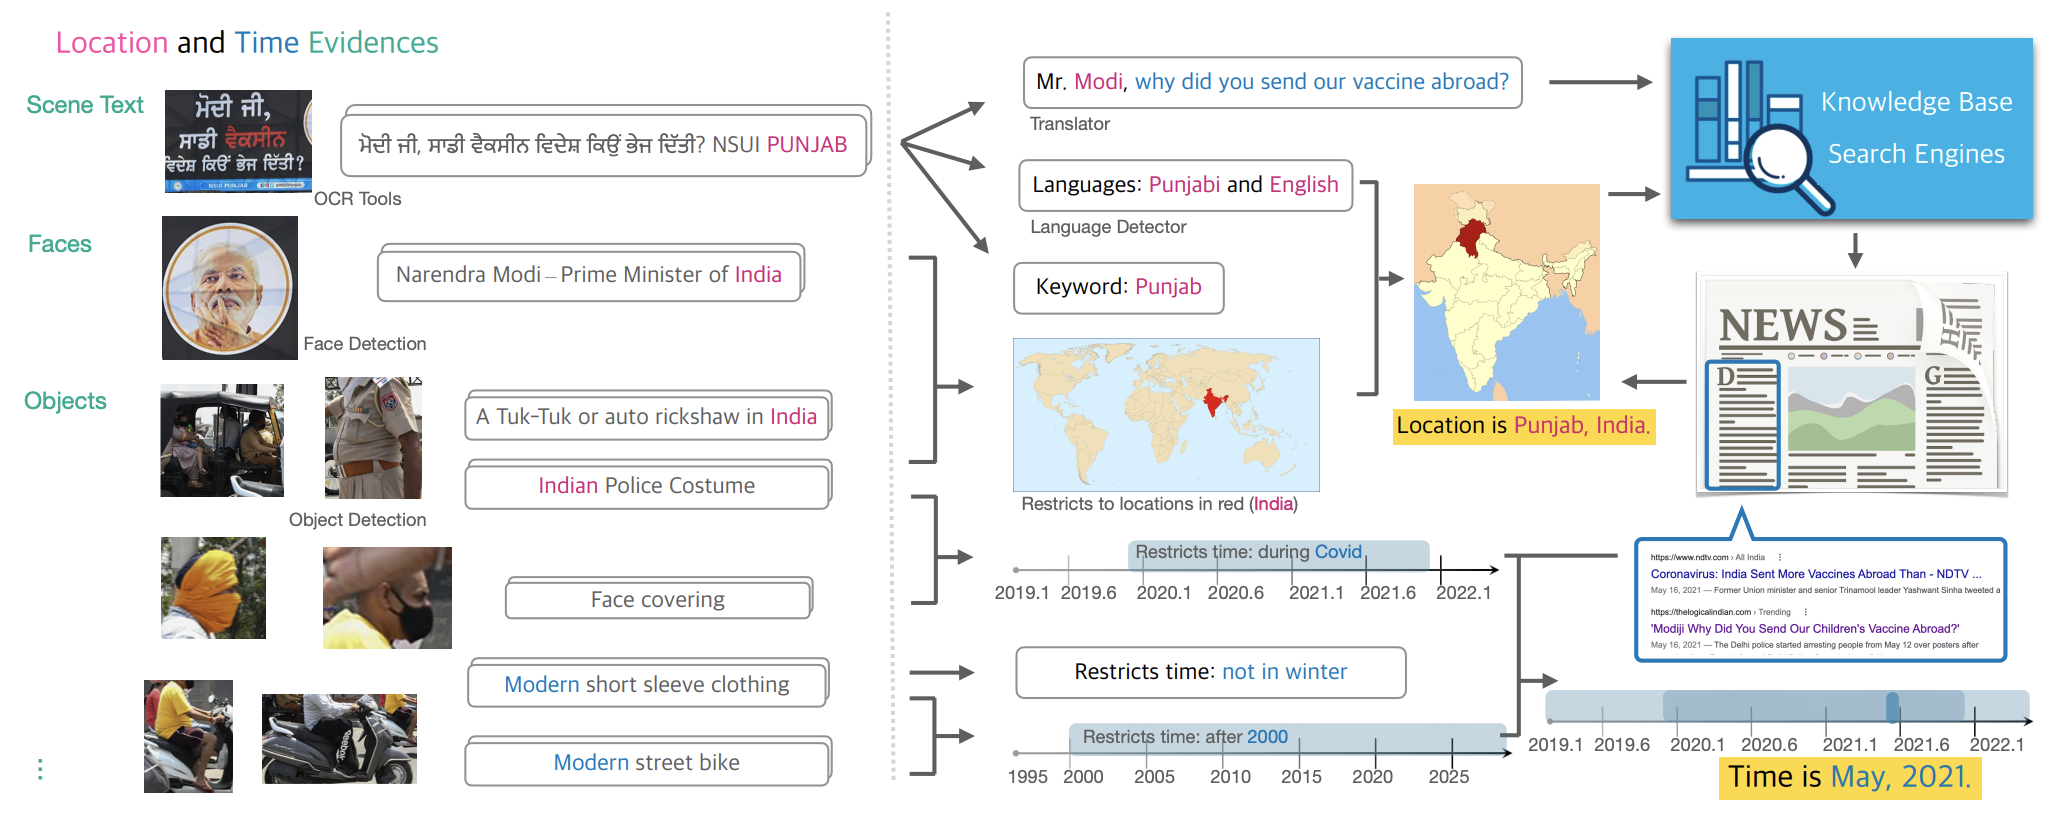 Location and Time Evidences
Scene Text
ਮੋਦੀ ਜੀ,
ਸਾਡੀ ਵੈਕਸੀਨ
ਵਿਦੇਸ਼ ਕਿਓਂ ਭੇਜ ਦਿੱਤੀ?
NSUI PUNJAB
ਮੋਦੀ ਜੀ, ਸਾਡੀ ਵੈਕਸੀਨ ਵਿਦੇਸ਼ ਕਿਉਂ ਭੇਜ ਦਿੱਤੀ? NSUI PUNJAB
OCR Tools
Faces
Narendra Modi – Prime Minister of India
Face Detection
Objects
A Tuk-Tuk or auto rickshaw in India
Indian Police Costume
Object Detection
Face covering
Modern short sleeve clothing
Reebok
Modern street bike
Mr. Modi, why did you send our vaccine abroad?
Translator
Languages: Punjabi and English
Language Detector
Keyword: Punjab
Restricts to locations in red (India)
Restricts time: during Covid
2019.1 2019.6 2020.1 2020.6 2021.1 2021.6 2022.1
Restricts time: not in winter
Restricts time: after 2000
1995 2000 2005 2010 2015 2020 2025
Location is Punjab, India.
Knowledge Base
Search Engines
NEWS
H
D
G
https://www.ndtv.com › All India
Coronavirus: India Sent More Vaccines Abroad Than - NDTV ...
May 16, 2021 — Former Union minister and senior Trinamool leader Yashwant Sinha tweeted a
https://thelogicalindian.com › Trending
'Modiji Why Did You Send Our Children's Vaccine Abroad?'
May 16, 2021 — The Delhi police started arresting people from May 12 over posters after
2019.1 2019.6 2020.1 2020.6 2021.1 2021.6 2022.1
Time is May, 2021.